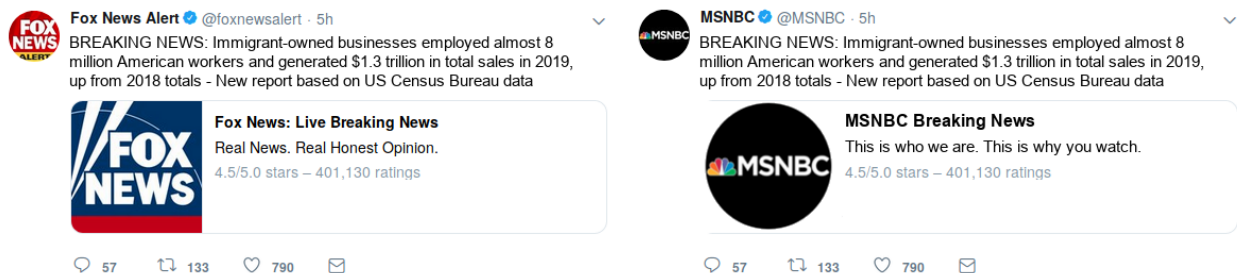 Fox News Alert @foxnewsalert · 5h
BREAKING NEWS: Immigrant-owned businesses employed almost 8
million American workers and generated $1.3 trillion in total sales in 2019,
up from 2018 totals - New report based on US Census Bureau data
FOX
NEWS
ALERT
FOX
NEWS
Fox News: Live Breaking News
Real News. Real Honest Opinion.
4.5/5.0 stars – 401,130 ratings
57 133 790
MSNBC @MSNBC · 5h
BREAKING NEWS: Immigrant-owned businesses employed almost 8
million American workers and generated $1.3 trillion in total sales in 2019,
up from 2018 totals - New report based on US Census Bureau data
MSNBC
MSNBC
MSNBC Breaking News
This is who we are. This is why you watch.
4.5/5.0 stars – 401,130 ratings
57 133 790